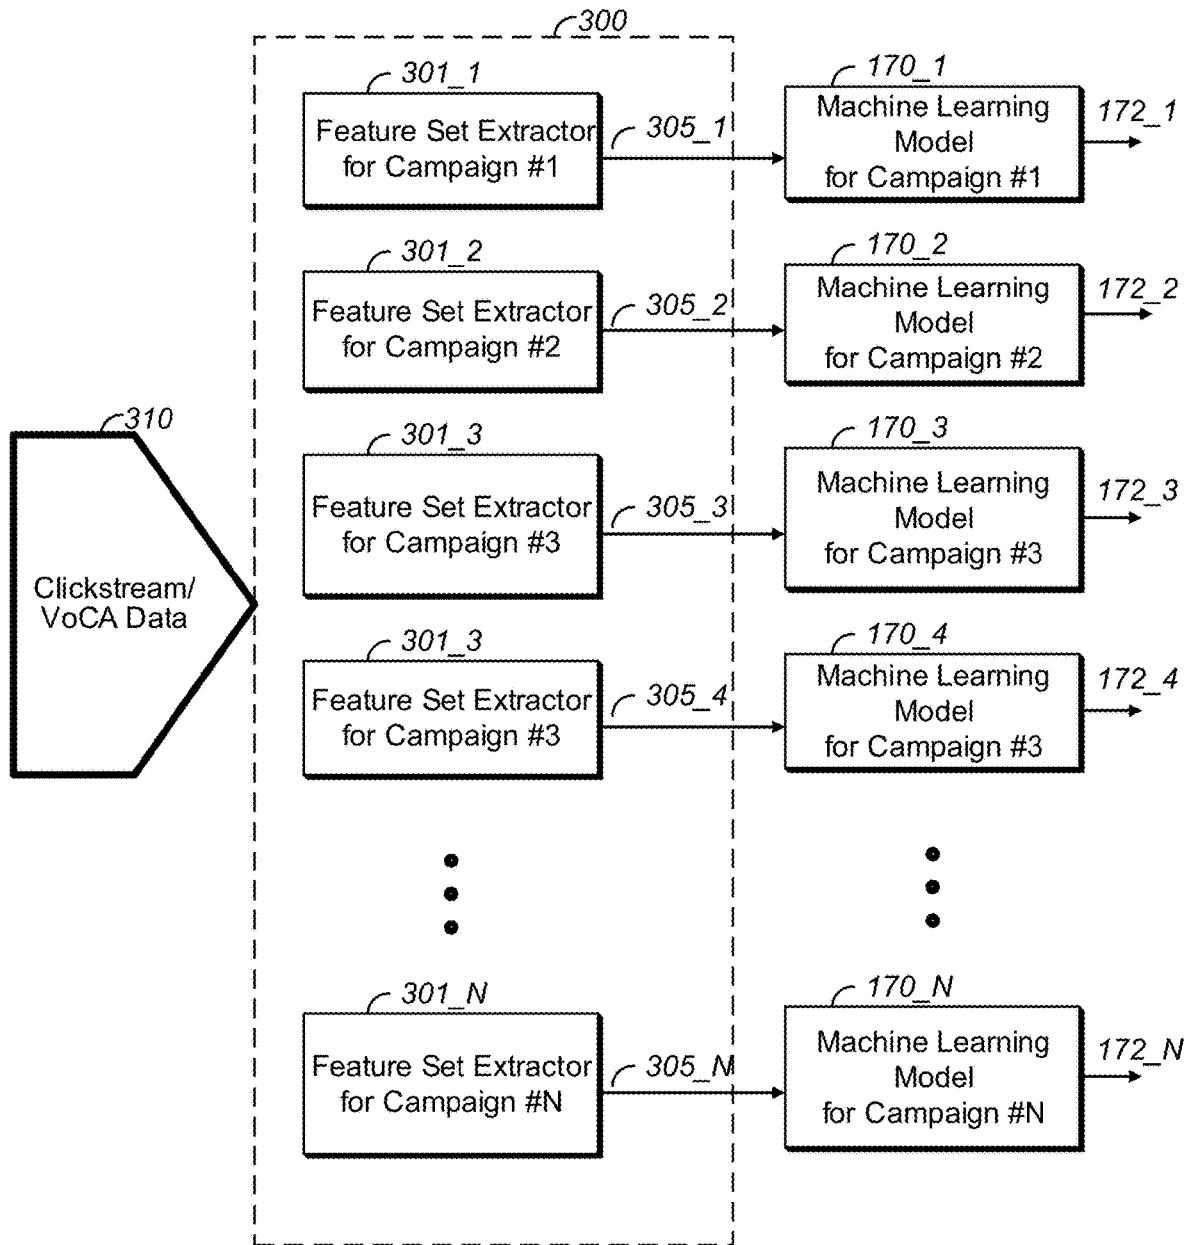 300
301_1
Feature Set Extractor
for Campaign #1
305_1
170_1
Machine Learning
Model
for Campaign #1
172_1
301_2
Feature Set Extractor
for Campaign #2
305_2
170_2
Machine Learning
Model
for Campaign #2
172_2
310
Clickstream/
VoCA Data
301_3
Feature Set Extractor
for Campaign #3
305_3
170_3
Machine Learning
Model
for Campaign #3
172_3
301_3
Feature Set Extractor
for Campaign #3
305_4
170_4
Machine Learning
Model
for Campaign #3
172_4
301_N
Feature Set Extractor
for Campaign #N
305_N
170_N
Machine Learning
Model
for Campaign #N
172_N